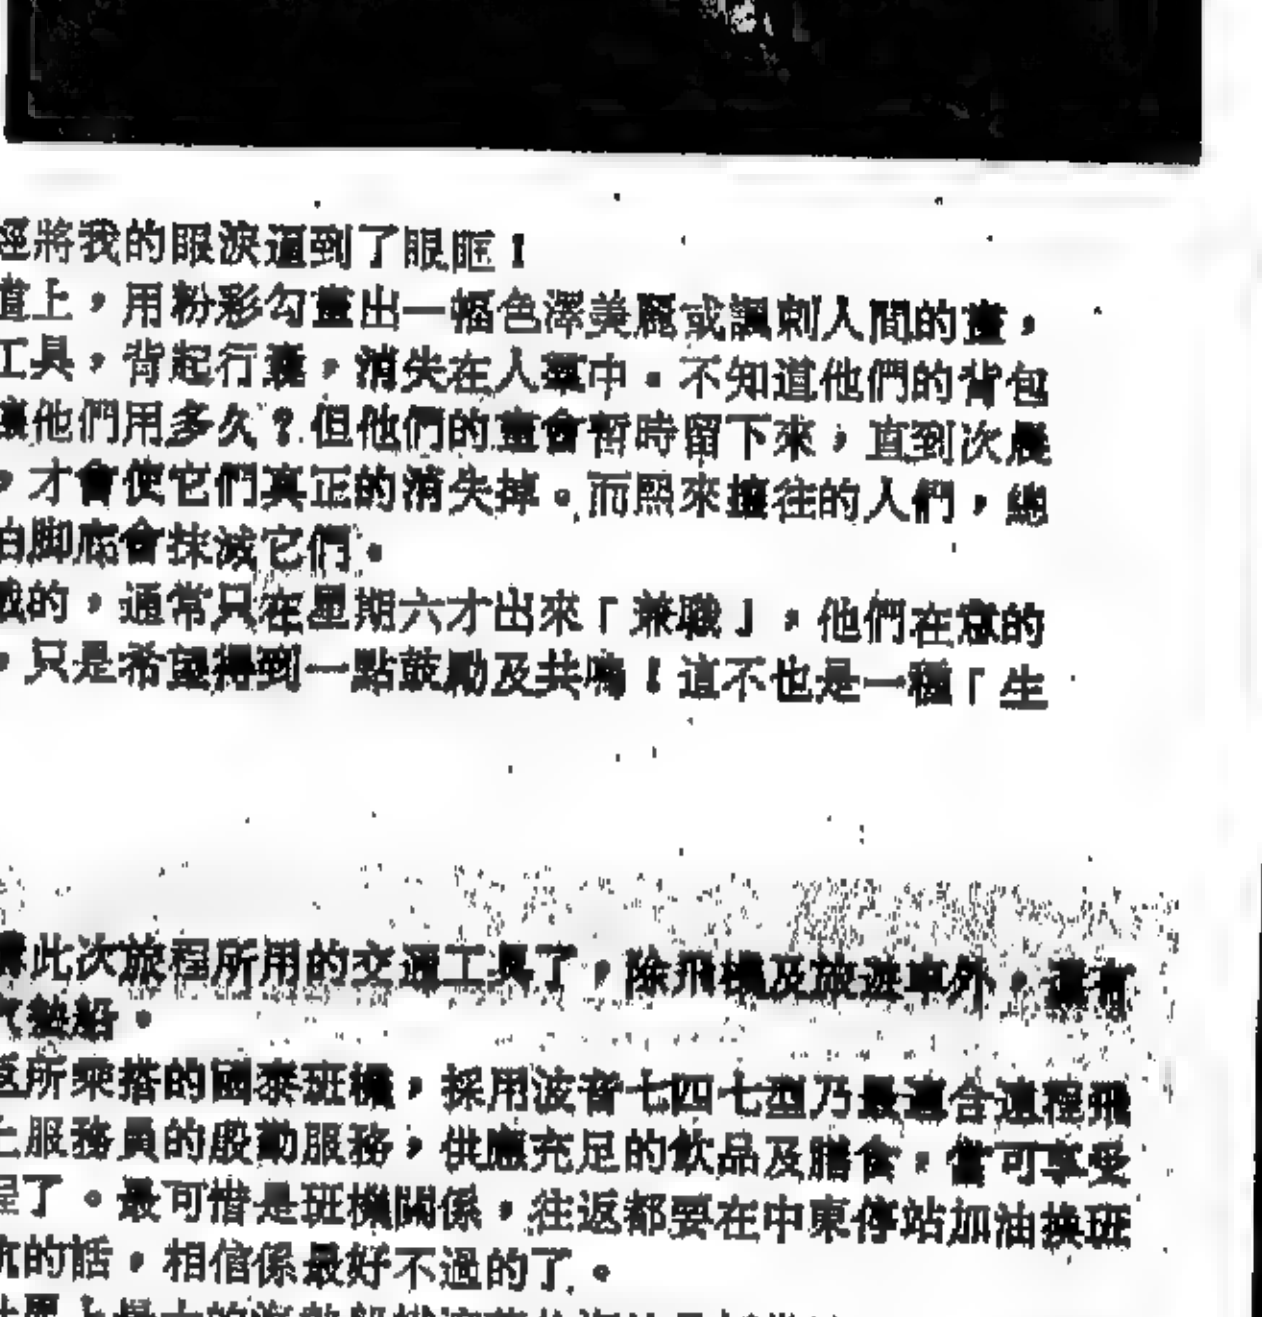 將我的眼淚逼到了眼眶！
道上，用粉彩勾畫出一幅色澤美麗或諷刺人間的畫，
工具，背起行囊，消失在人羣中。不知道他們的背包
讓他們用多久？但他們的畫會暫時留下來，直到次晨
，才會使它們真正的消失掉。而熙來攘往的人們，總
怕脚底會抹滅它們。
的，通常只在星期六才出來「兼職」，他們在意的
，只是希望得到一點鼓勵及共鳴！這不也是一種「生
此次旅程所用的交通工具了，除飛機及旅遊車外，還有
氣墊船。
返所乘搭的國泰班機，採用波音七四七型乃最適合遠程飛
上服務員的殷勤服務，供應充足的飲品及膳食，當可享受
程了。最可惜是班機關係，往返都要在中東停站加油換班
航的話，相信係最好不過的了。